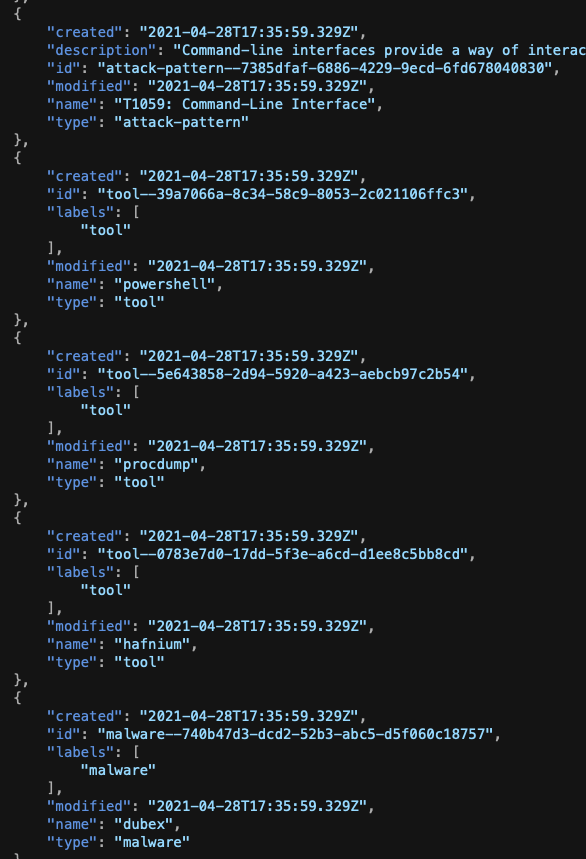 },
{
"created": "2021-04-28T17:35:59.329Z",
"description": "Command-line interfaces provide a way of interac
"id": "attack-pattern--7385dfaf-6886-4229-9ecd-6fd678040830",
"modified": "2021-04-28T17:35:59.329Z",
"name": "T1059: Command-Line Interface",
"type": "attack-pattern"
},
{
"created": "2021-04-28T17:35:59.329Z",
"id": "tool--39a7066a-8c34-58c9-8053-2c021106ffc3",
"labels": [
"tool"
],
"modified": "2021-04-28T17:35:59.329Z",
"name": "powershell",
"type": "tool"
},
{
"created": "2021-04-28T17:35:59.329Z",
"id": "tool--5e643858-2d94-5920-a423-aebcb97c2b54",
"labels": [
"tool"
],
"modified": "2021-04-28T17:35:59.329Z",
"name": "procdump",
"type": "tool"
},
{
"created": "2021-04-28T17:35:59.329Z",
"id": "tool--0783e7d0-17dd-5f3e-a6cd-d1ee8c5bb8cd",
"labels": [
"tool"
],
"modified": "2021-04-28T17:35:59.329Z",
"name": "hafnium",
"type": "tool"
},
{
"created": "2021-04-28T17:35:59.329Z",
"id": "malware--740b47d3-dcd2-52b3-abc5-d5f060c18757",
"labels": [
"malware"
],
"modified": "2021-04-28T17:35:59.329Z",
"name": "dubex",
"type": "malware"
}